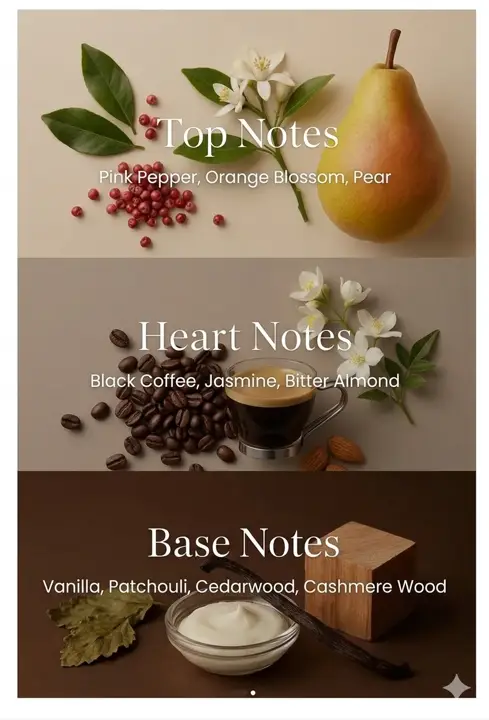 Top Notes
Pink Pepper, Orange Blossom, Pear
Heart Notes
Black Coffee, Jasmine, Bitter Almond
Base Notes
Vanilla, Patchouli, Cedarwood, Cashmere Wood